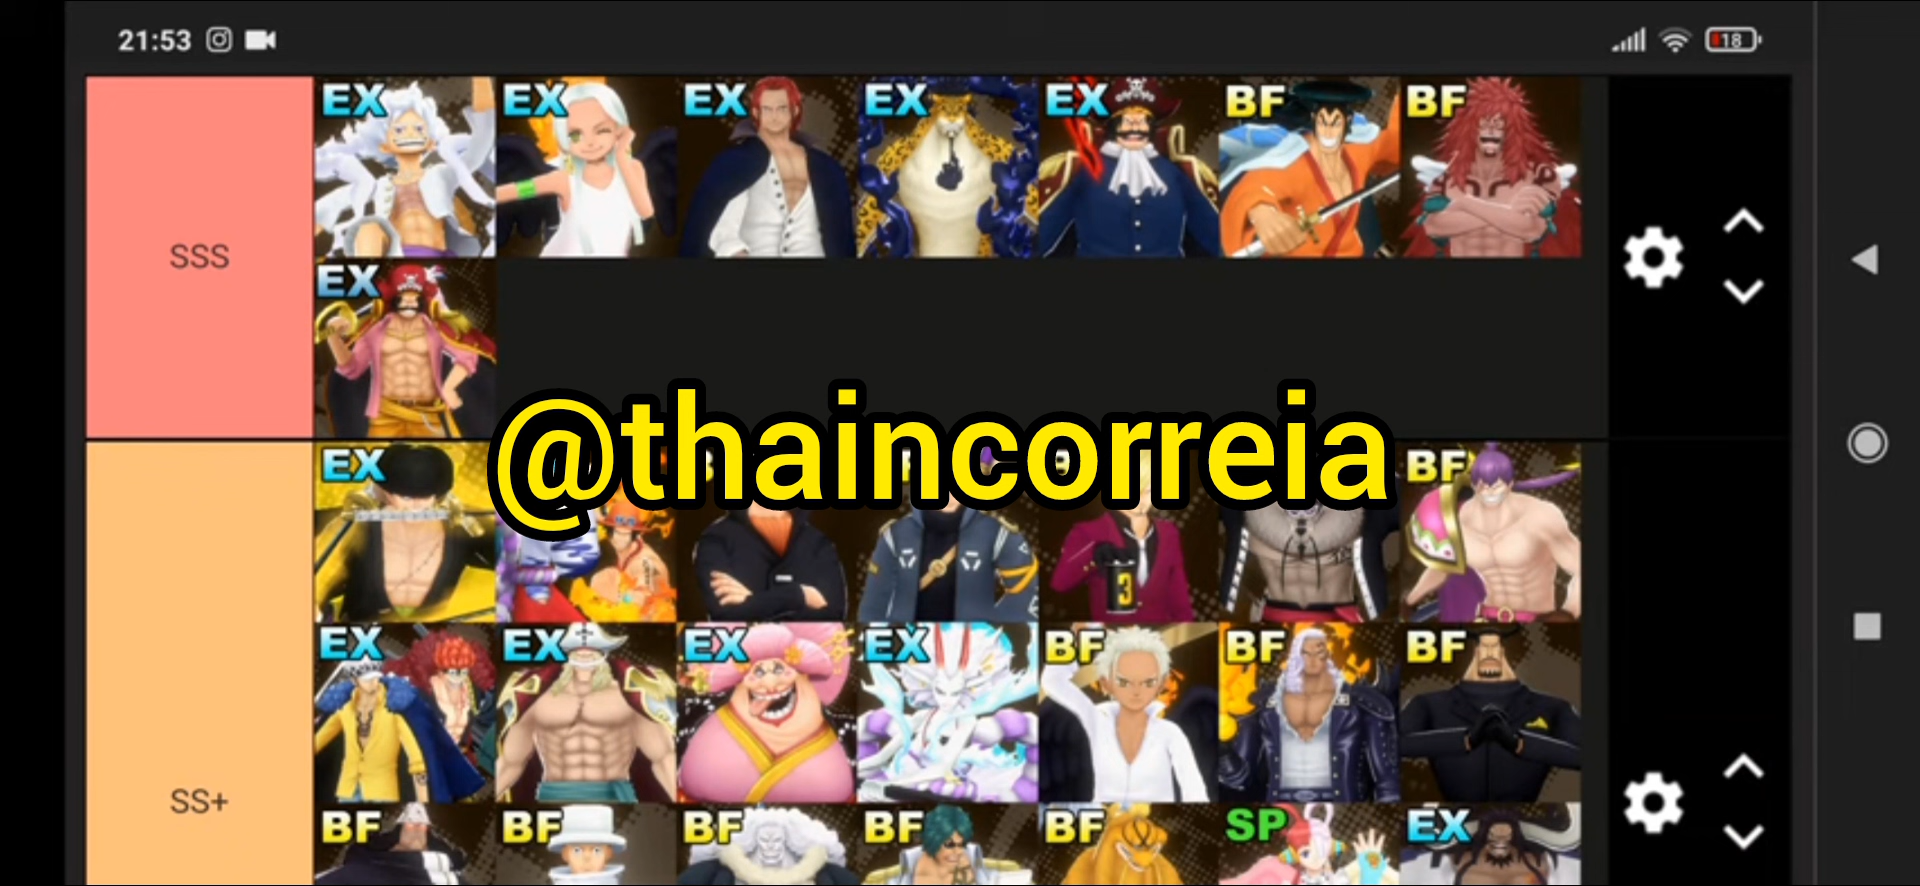 21:53
18
EX EX EX EX EX BF BF
SSS
EX
@thaincorreia
EX BF
3
EX EX EX EX BF BF BF
SS+
BF BF BF BF BF SP EX